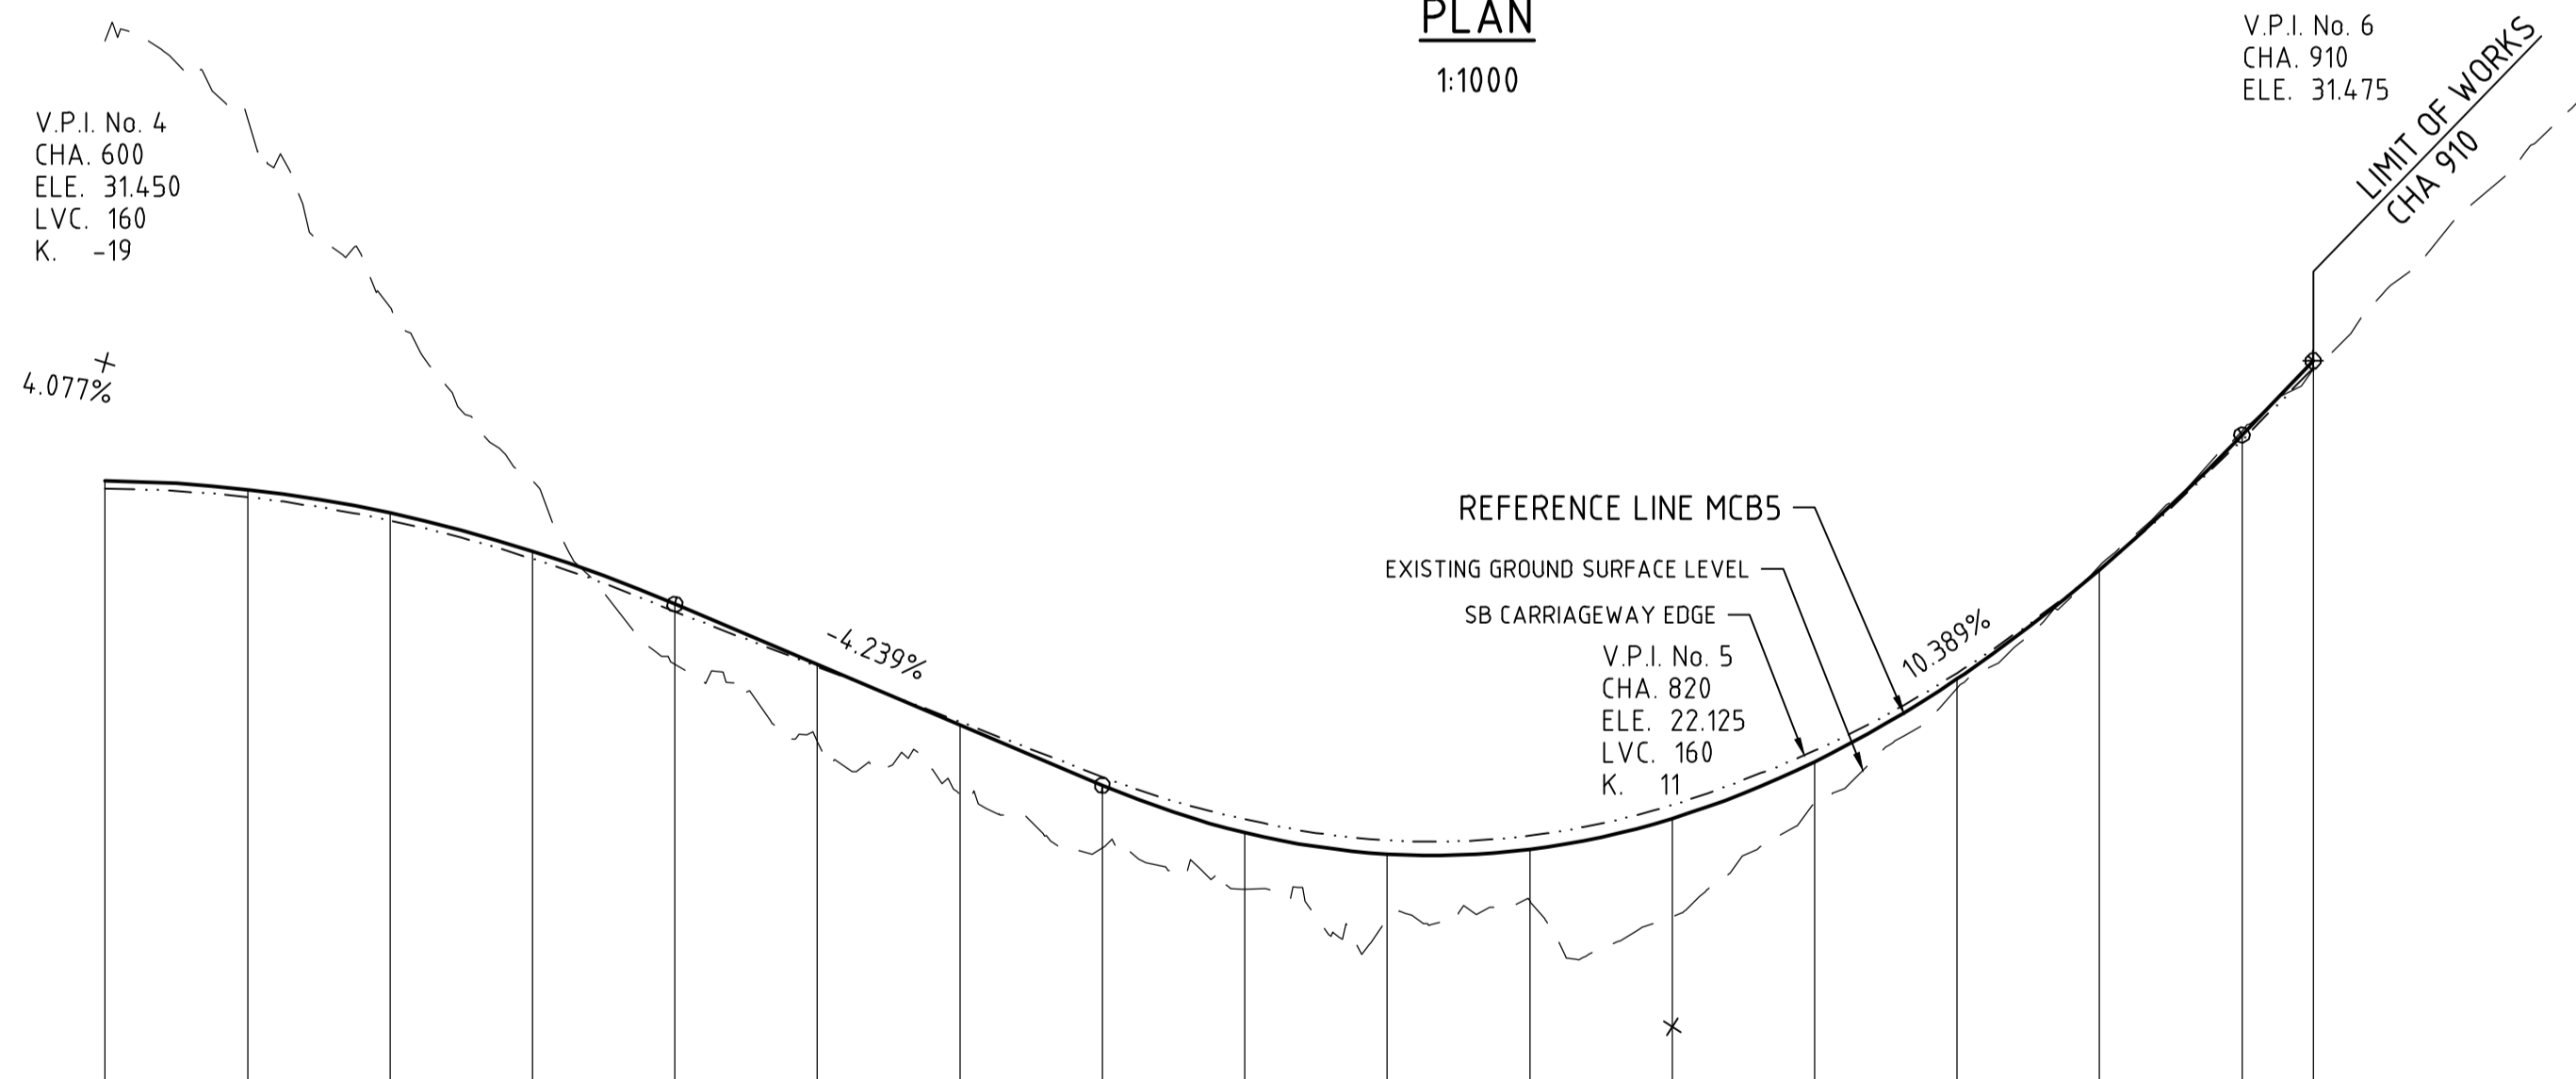 PLAN
1:1000
V.P.I. No. 4
CHA. 600
ELE. 31.450
LVC. 160
K. -19
4.077%
-4.239%
REFERENCE LINE MCB5
EXISTING GROUND SURFACE LEVEL
SB CARRIAGEWAY EDGE
V.P.I. No. 5
CHA. 820
ELE. 22.125
LVC. 160
K. 11
10.389%
V.P.I. No. 6
CHA. 910
ELE. 31.475
LIMIT OF WORKS
CHA 910